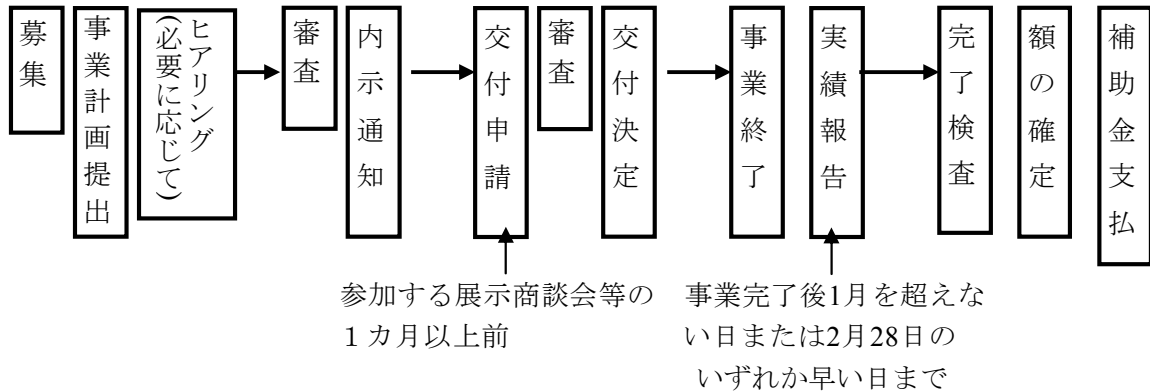 募集
事業計画提出
ヒアリング
(必要に応じて)
審査
内示通知
交付申請
審査
交付決定
事業終了
実績報告
完了検査
額の確定
補助金支払
参加する展示商談会等の
１カ月以上前
事業完了後1月を超えな
い日または2月28日の
いずれか早い日まで